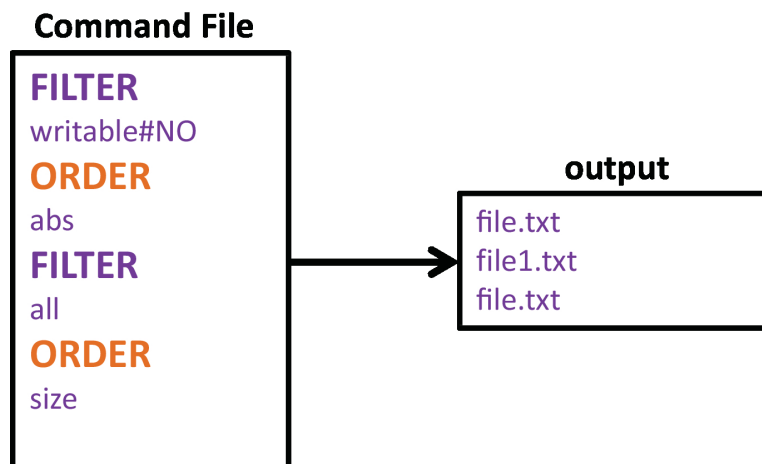 Command File
FILTER
writable#NO
ORDER
abs
FILTER
all
ORDER
size
output
file.txt
file1.txt
file.txt